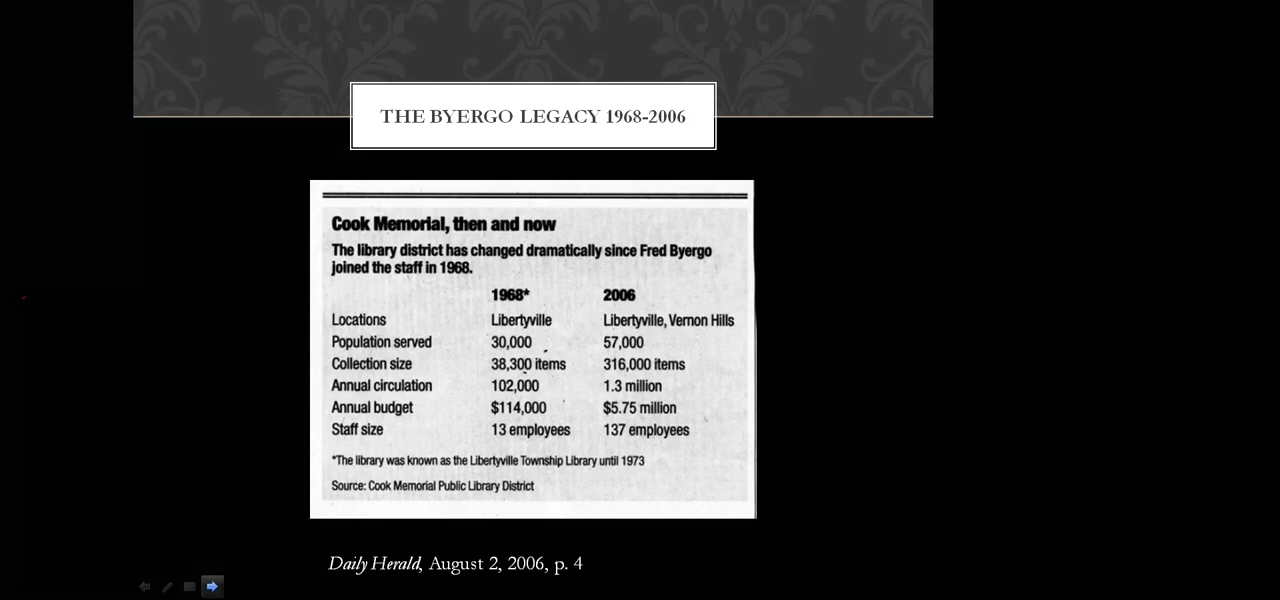 THE BYERGO LEGACY 1968-2006
Cook Memorial, then and now
The library district has changed dramatically since Fred Byergo
joined the staff in 1968.
1968* 2006
Locations Libertyville Libertyville, Vernon Hills
Population served 30,000 57,000
Collection size 38,300 items 316,000 items
Annual circulation 102,000 1.3 million
Annual budget $114,000 $5.75 million
Staff size 13 employees 137 employees
*The library was known as the Libertyville Township Library until 1973
Source: Cook Memorial Public Library District
Daily Herald, August 2, 2006, p. 4